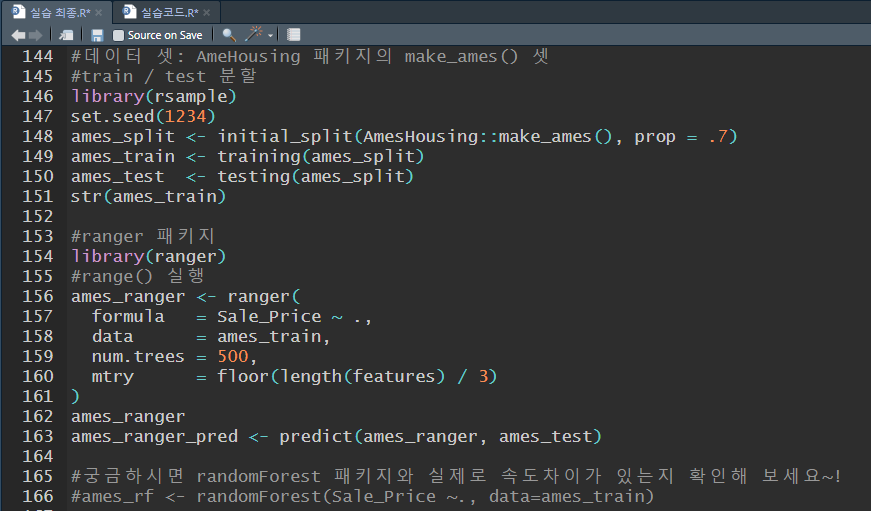 실습 최종.R* 실습코드.R*
Source on Save
144 #데이터 셋: AmeHousing 패키지의 make_ames() 셋
145 #train / test 분할
146 library(rsample)
147 set.seed(1234)
148 ames_split <- initial_split(AmesHousing::make_ames(), prop = .7)
149 ames_train <- training(ames_split)
150 ames_test  <- testing(ames_split)
151 str(ames_train)
152
153 #ranger 패키지
154 library(ranger)
155 #range() 실행
156 ames_ranger <- ranger(
157   formula   = Sale_Price ~ .,
158   data      = ames_train,
159   num.trees = 500,
160   mtry      = floor(length(features) / 3)
161 )
162 ames_ranger
163 ames_ranger_pred <- predict(ames_ranger, ames_test)
164
165 #궁금하시면 randomForest 패키지와 실제로 속도차이가 있는지 확인해 보세요~!
166 #ames_rf <- randomForest(Sale_Price ~., data=ames_train)